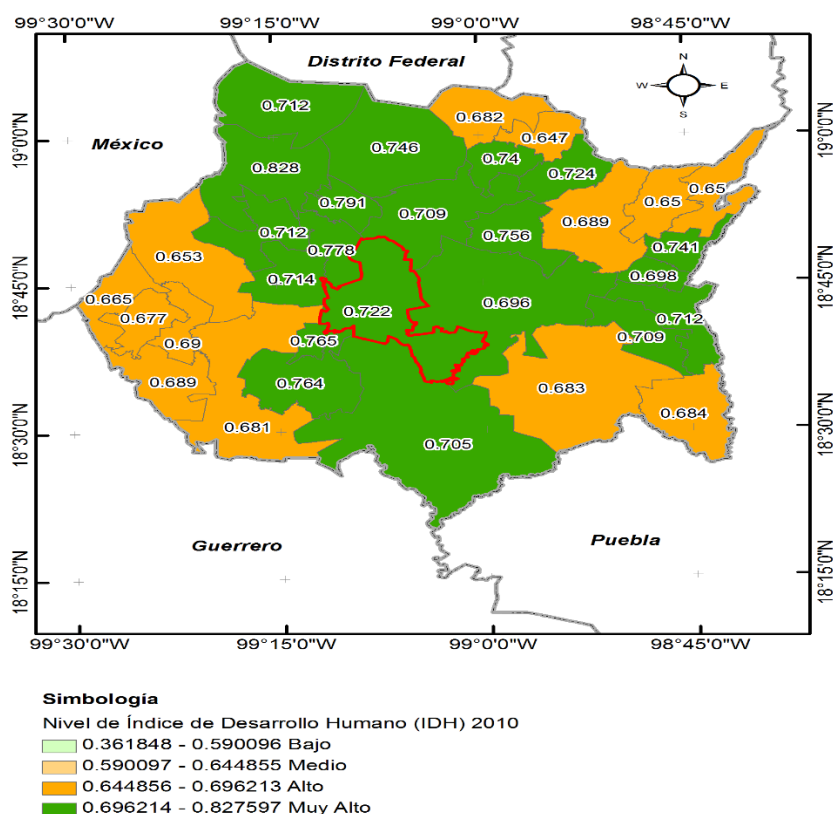 99°30'0"W 99°15'0"W 99°0'0"W 98°45'0"W
Distrito Federal
N
W E
S
México
19°0'0"N
19°0'0"N
0.712
0.682
0.647
0.746
0.74
0.724
0.828
0.791
0.709
0.65
0.65
0.689
0.712
0.778
0.756
0.741
0.653
0.714
0.698
0.696
18°45'0"N
18°45'0"N
0.665
0.677
0.722
0.712
0.69
0.765
0.709
0.689
0.764
0.683
0.684
0.681
0.705
18°30'0"N
18°30'0"N
Guerrero
Puebla
18°15'0"N
18°15'0"N
99°30'0"W 99°15'0"W 99°0'0"W 98°45'0"W
Simbología
Nivel de Índice de Desarrollo Humano (IDH) 2010
0.361848 - 0.590096 Bajo
0.590097 - 0.644855 Medio
0.644856 - 0.696213 Alto
0.696214 - 0.827597 Muy Alto